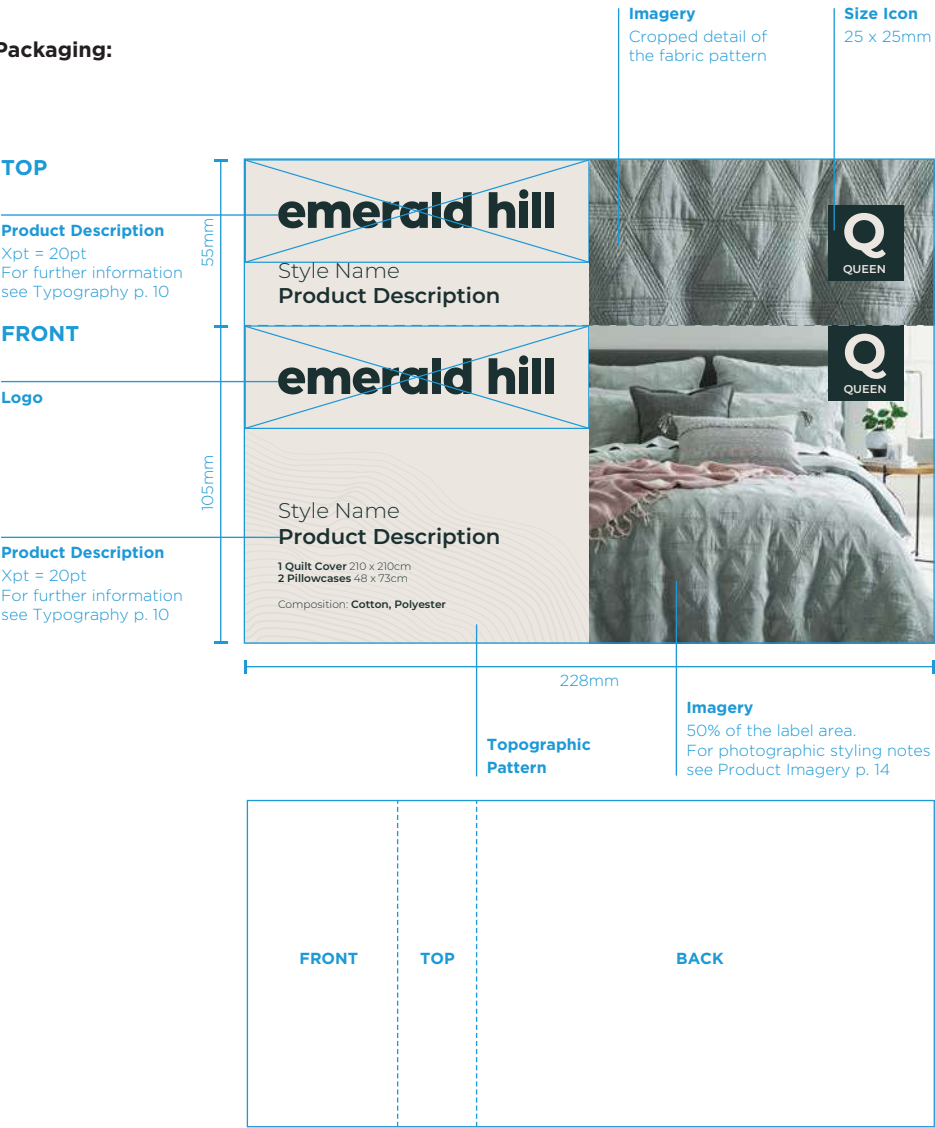 Packaging:
Imagery
Cropped detail of
the fabric pattern
Size Icon
25 x 25mm
TOP
Product Description
Xpt = 20pt
For further information
see Typography p. 10
55mm
emerald hill
Style Name
Product Description
Q
QUEEN
FRONT
Logo
105mm
Product Description
Xpt = 20pt
For further information
see Typography p. 10
emerald hill
Style Name
Product Description
1 Quilt Cover 210 x 210cm
2 Pillowcases 48 x 73cm
Composition: Cotton, Polyester
Q
QUEEN
228mm
Topographic
Pattern
Imagery
50% of the label area.
For photographic styling notes
see Product Imagery p. 14
FRONT
TOP
BACK